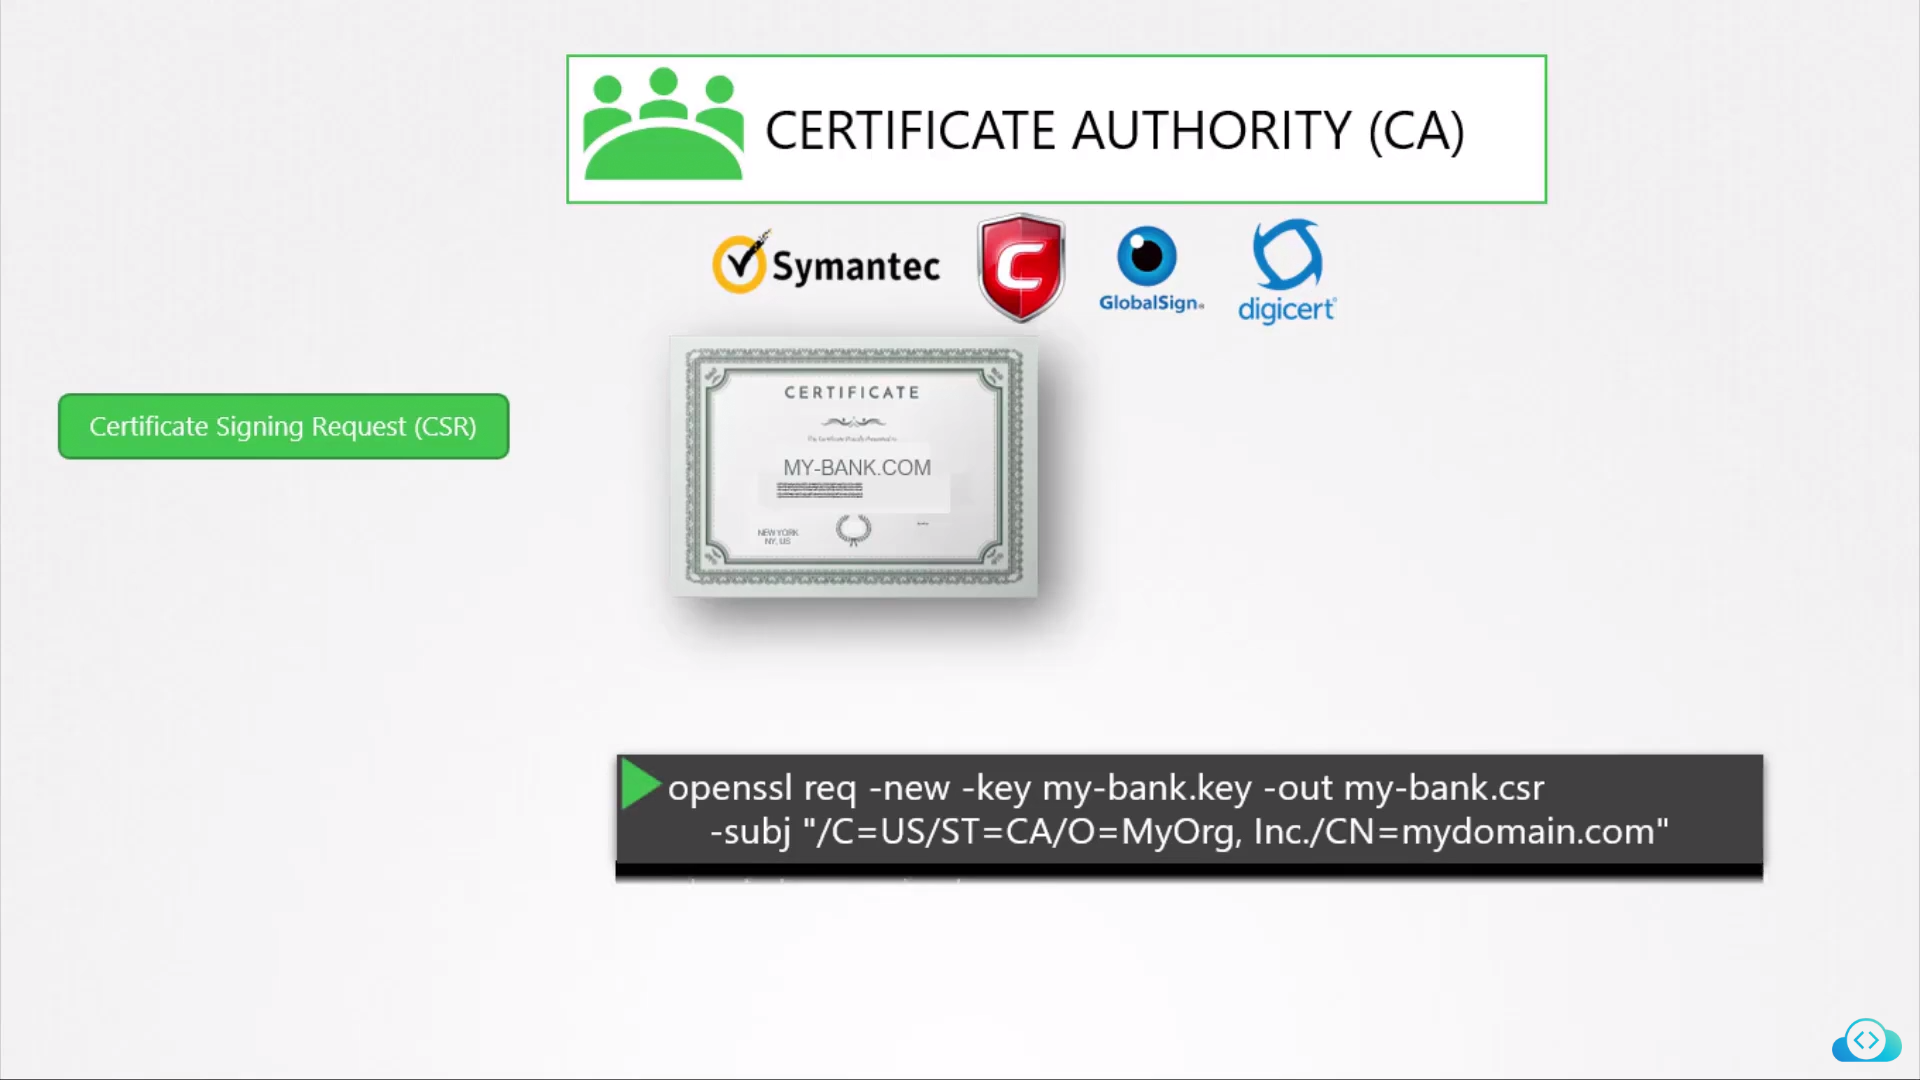 CERTIFICATE AUTHORITY (CA)
Symantec
C
GlobalSign
digicert
CERTIFICATE
Certificate Signing Request (CSR)
MY-BANK.COM
NEW YORK
NY, US
openssl req -new -key my-bank.key -out my-bank.csr
-subj "/C=US/ST=CA/O=MyOrg, Inc./CN=mydomain.com"